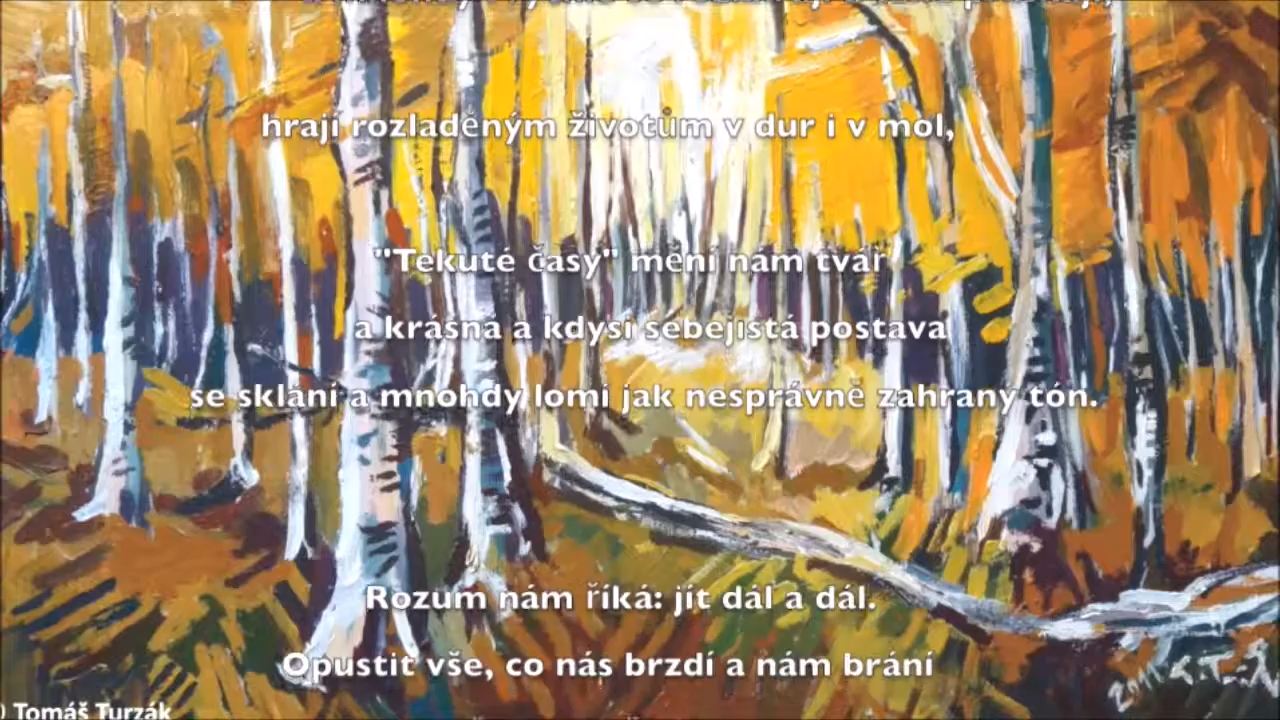 hrají rozladěným životům v dur i v mol,
"Tekuté časy" mění nám tvář
a krásná a kdysi sebejistá postava
se sklání a mnohdy lomí jak nesprávně zahraný tón.
Rozum nám říká: jít dál a dál.
Opustit vše, co nás brzdí a nám brání
Tomáš Turzák